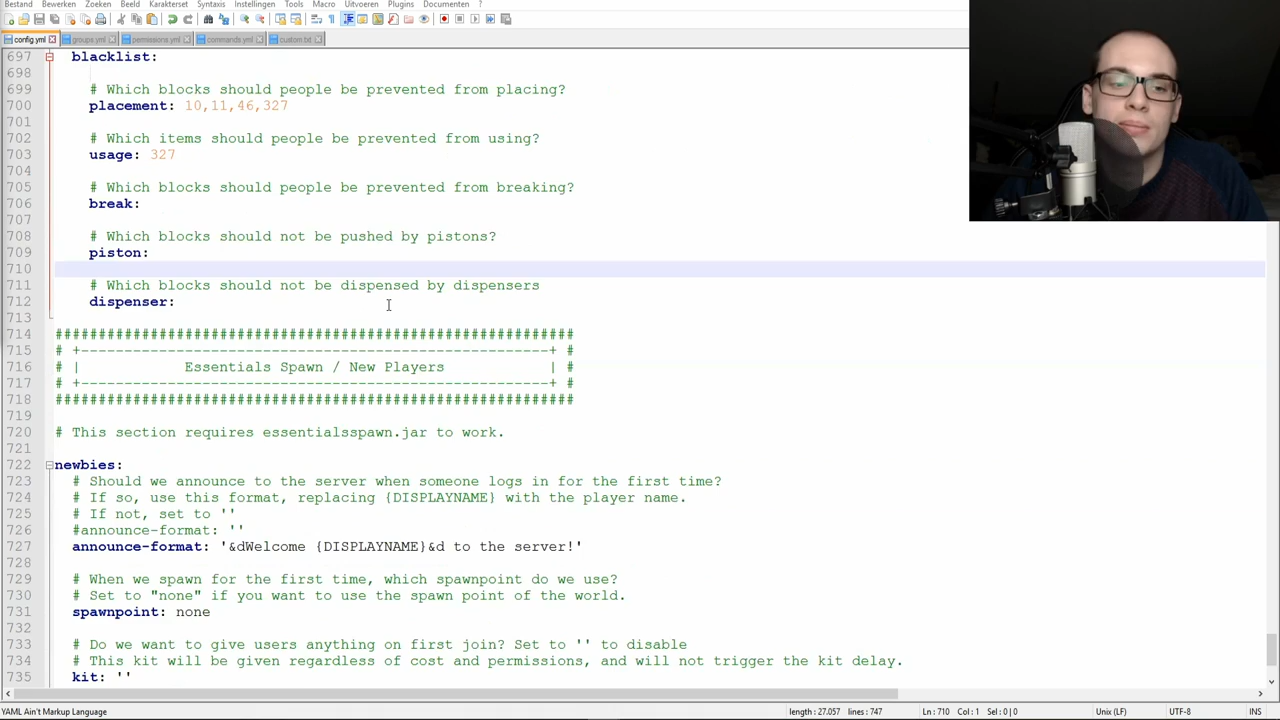 Bestand Bewerken Zoeken Beeld Karakterset Syntaxis Instellingen Tools Macro Uitvoeren Plugins Documenten ?
config.yml groups.yml permissions.yml commands.yml custom.txt
697 blacklist:
698
699 # Which blocks should people be prevented from placing?
700 placement: 10,11,46,327
701
702 # Which items should people be prevented from using?
703 usage: 327
704
705 # Which blocks should people be prevented from breaking?
706 break:
707
708 # Which blocks should not be pushed by pistons?
709 piston:
710
711 # Which blocks should not be dispensed by dispensers
712 dispenser:
713
714 ############################################################
715 # +------------------------------------------------------+ #
716 # | Essentials Spawn / New Players | #
717 # +------------------------------------------------------+ #
718 ############################################################
719
720 # This section requires essentialsspawn.jar to work.
721
722 newbies:
723 # Should we announce to the server when someone logs in for the first time?
724 # If so, use this format, replacing {DISPLAYNAME} with the player name.
725 # If not, set to ''
726 #announce-format: ''
727 announce-format: '&dWelcome {DISPLAYNAME}&d to the server!'
728
729 # When we spawn for the first time, which spawnpoint do we use?
730 # Set to "none" if you want to use the spawn point of the world.
731 spawnpoint: none
732
733 # Do we want to give users anything on first join? Set to '' to disable
734 # This kit will be given regardless of cost and permissions, and will not trigger the kit delay.
735 kit: ''
YAML Ain't Markup Language length : 27.057 lines : 747 Ln : 710 Col : 1 Sel : 0 | 0 Unix (LF) UTF-8 INS